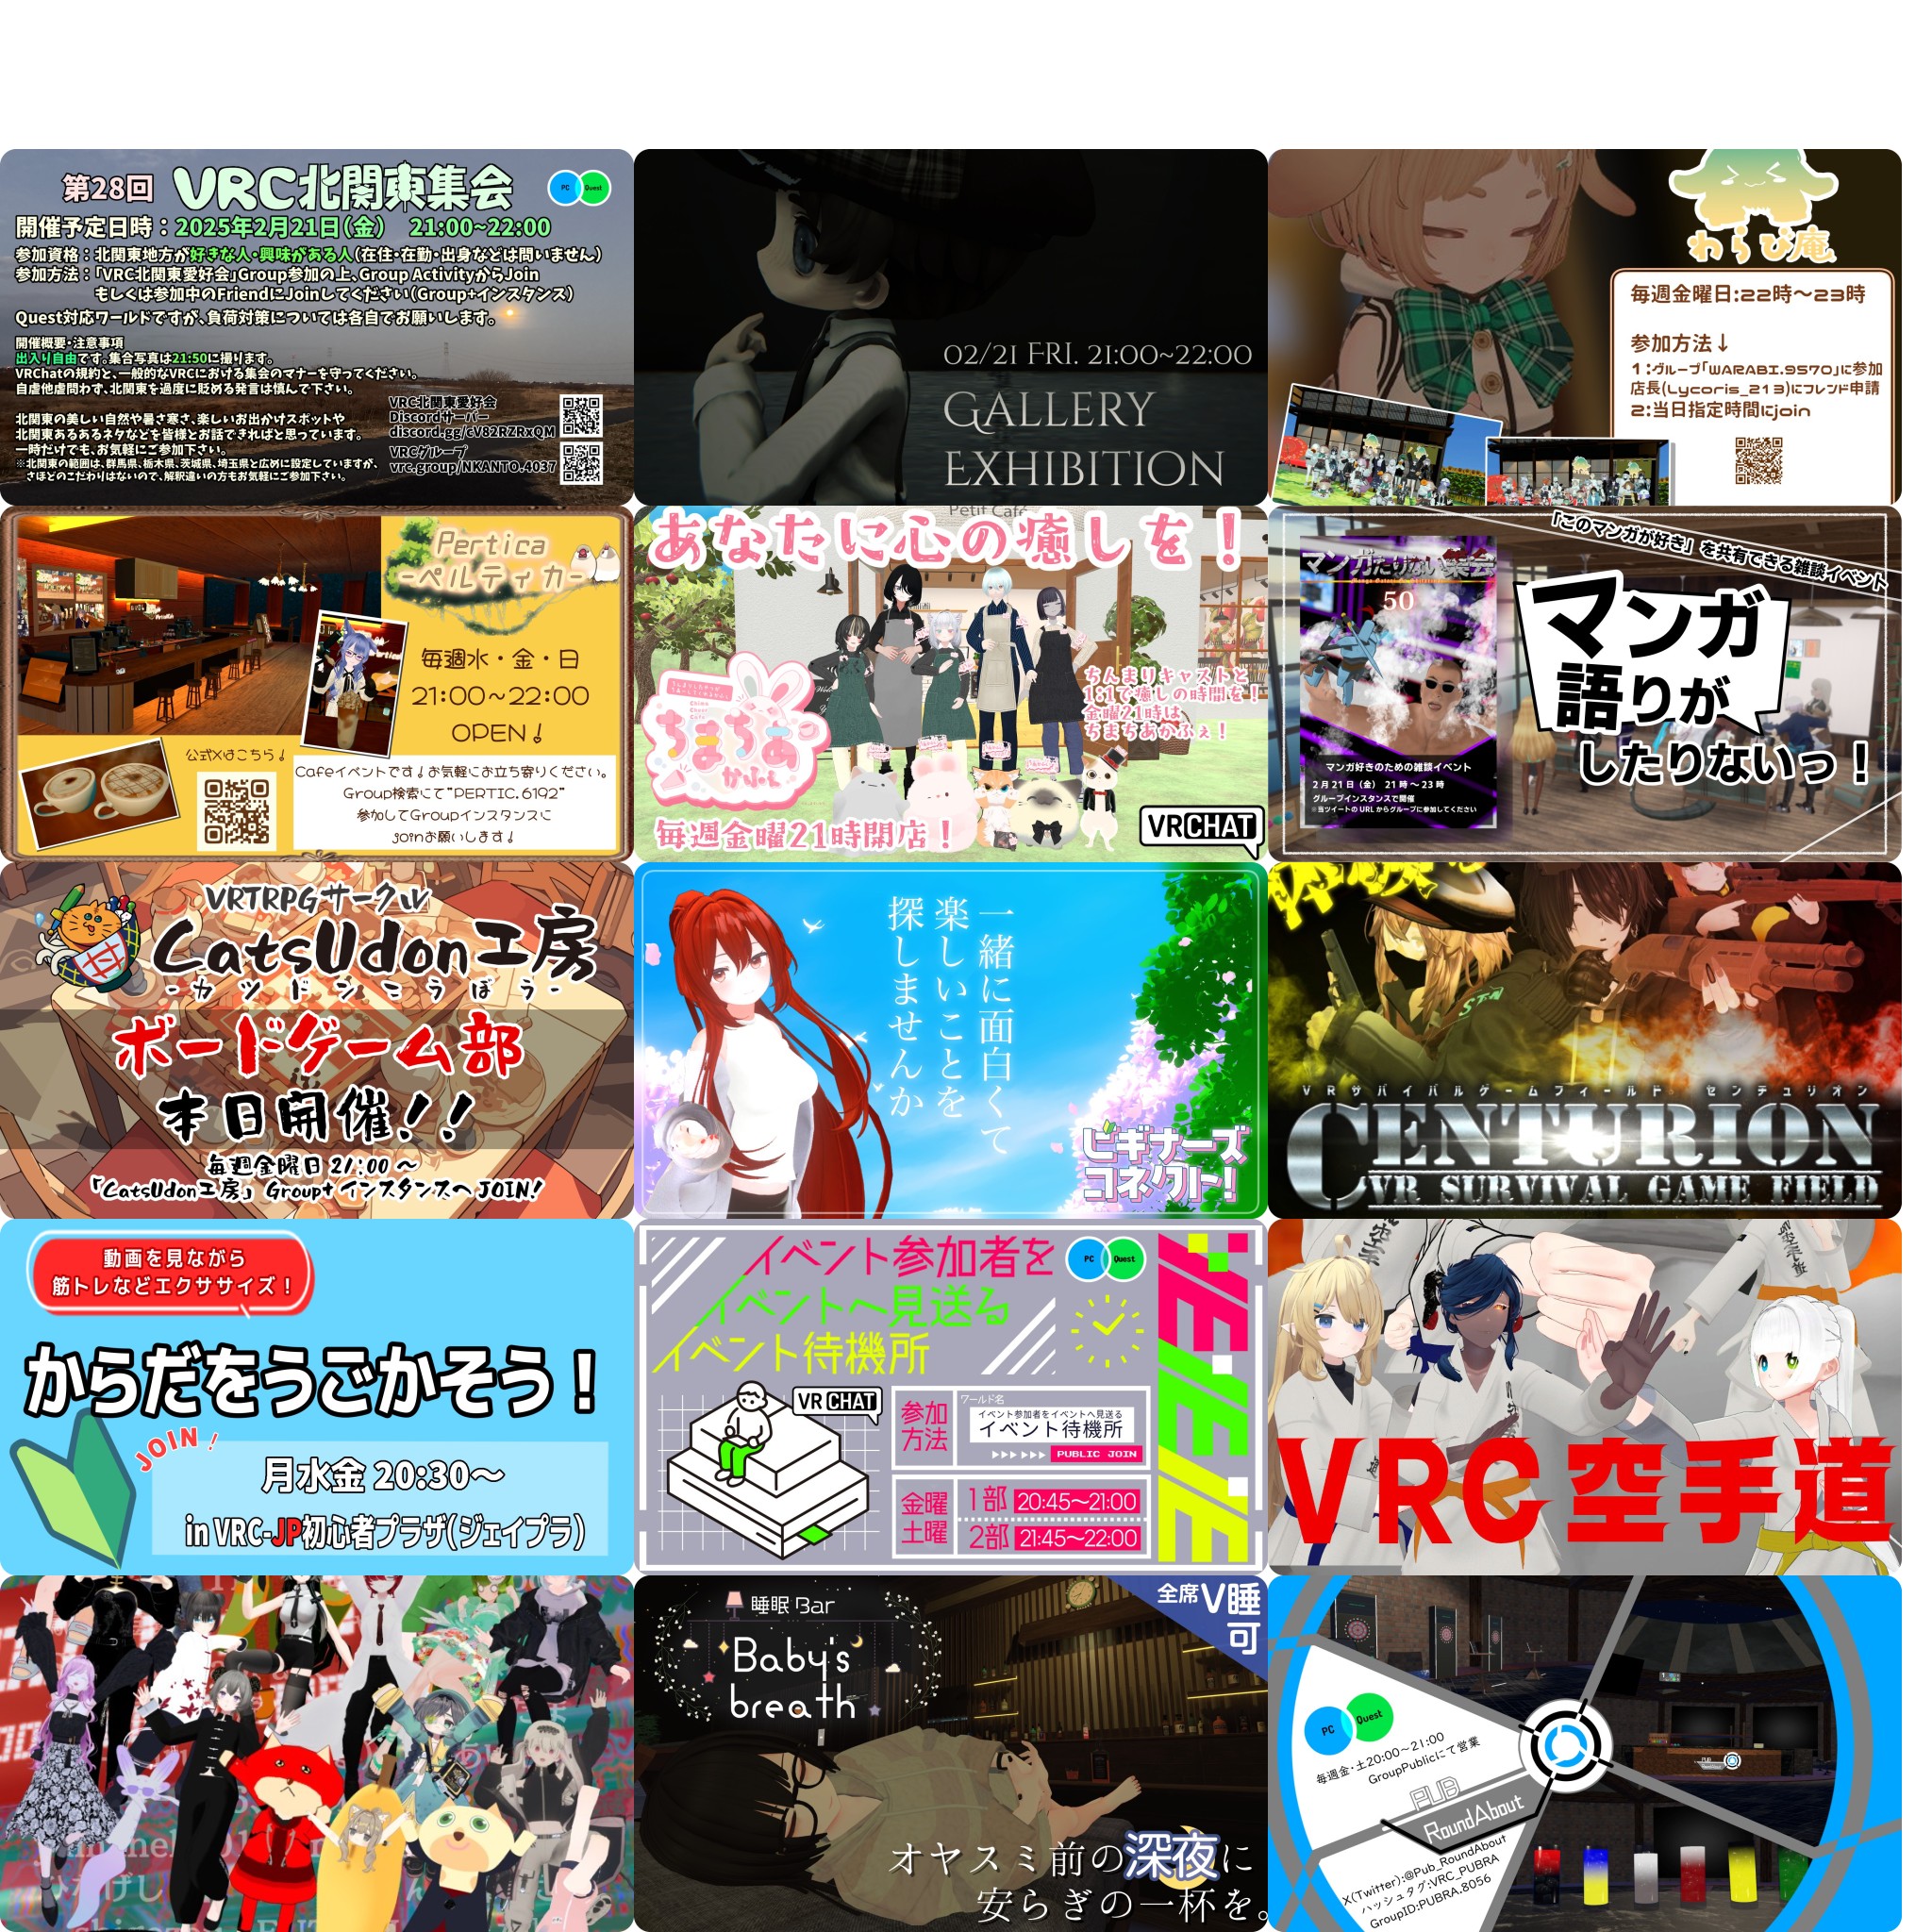 第28回 VRC北関東集会
PC Quest
開催予定日時：2025年2月21日（金） 21:00~22:00
参加資格：北関東地方が好きな人・興味がある人（在住・在勤・出身などは問いません）
参加方法：「VRC北関東愛好会」Group参加の上、Group ActivityからJoin
もしくは参加中のFriendにJoinしてください（Group+インスタンス）
Quest対応ワールドですが、負荷対策については各自でお願いします。
開催概要・注意事項
出入り自由です。集合写真は21:50に撮ります。
VRChatの規約と、一般的なVRCにおける集会のマナーを守ってください。
自虐他虐問わず、北関東を過度に貶める発言は慎んで下さい。
北関東の美しい自然や暑さ寒さ、楽しいお出かけスポットや
北関東あるあるネタなどを皆様とお話できればと思っています。
一時だけでも、お気軽にご参加下さい。
※北関東の範囲は、群馬県、栃木県、茨城県、埼玉県と広めに設定していますが、
さほどのこだわりはないので、解釈違いの方もお気軽にご参加下さい。
VRC北関東愛好会
Discordサーバー
discord.gg/cV82RZRxQM
VRCグループ
vrc.group/NKANTO.4037
02/21 FRI. 21:00~22:00
GALLERY
EXHIBITION
わらび庵
毎週金曜日:22時～23時
参加方法↓
1:グループ「WARABI.9570」に参加
店長(Lycoris_213)にフレンド申請
2:当日指定時間にjoin
Pertica
-ペルティカ-
毎週水・金・日
21:00～22:00
OPEN！
公式Xはこちら！
Cafeイベントです！お気軽にお立ち寄りください。
Group検索にて"PERTIC.6192"
参加してGroupインスタンスに
joinお願いします！
Petit Café
あなたに心の癒しを！
ちまちあ
かふぇ
ちんまりキャストと
1:1で癒しの時間を！
金曜21時は
ちまちあかふぇ！
毎週金曜21時開店！
VRCHAT
「このマンガが好き」を共有できる雑談イベント
マンガ語りたりない集会
50
マンガ好きのための雑談イベント
2月21日（金） 21時～23時
グループインスタンスで開催
※当ツイートのURLからグループに参加してください
マンガ
語りが
したりないっ！
VRTRPGサークル
CatsUdon工房
-カツドンこうぼう-
ボードゲーム部
本日開催!!
毎週金曜日 21:00 ～
「CatsUdon工房」 Group+ インスタンスへ JOIN!
一緒に面白くて
楽しいことを
探しませんか
ビギナーズ
コネクト!
VRサバイバルゲームフィールド センチュリオン
CENTURION
VR SURVIVAL GAME FIELD
動画を見ながら
筋トレなどエクササイズ！
からだをうごかそう！
JOIN！
月水金 20:30～
in VRC-JP初心者プラザ（ジェイプラ）
イベント参加者を
イベントへ見送る
イベント待機所
PC Quest
VRCHAT
参加
方法
ワールド名
イベント参加者をイベントへ見送る
イベント待機所
PUBLIC JOIN
金曜
土曜
1部 20:45～21:00
2部 21:45～22:00
VRC空手道
睡眠 Bar
Baby's
breath
全席V睡
可
オヤスミ前の深夜に
安らぎの一杯を。
PC Quest
毎週金・土20:00～21:00
GroupPublicにて営業
PUB
RoundAbout
X(Twitter):@Pub_RoundAbout
ハッシュタグ:VRC_PUBRA
GroupID:PUBRA.8056